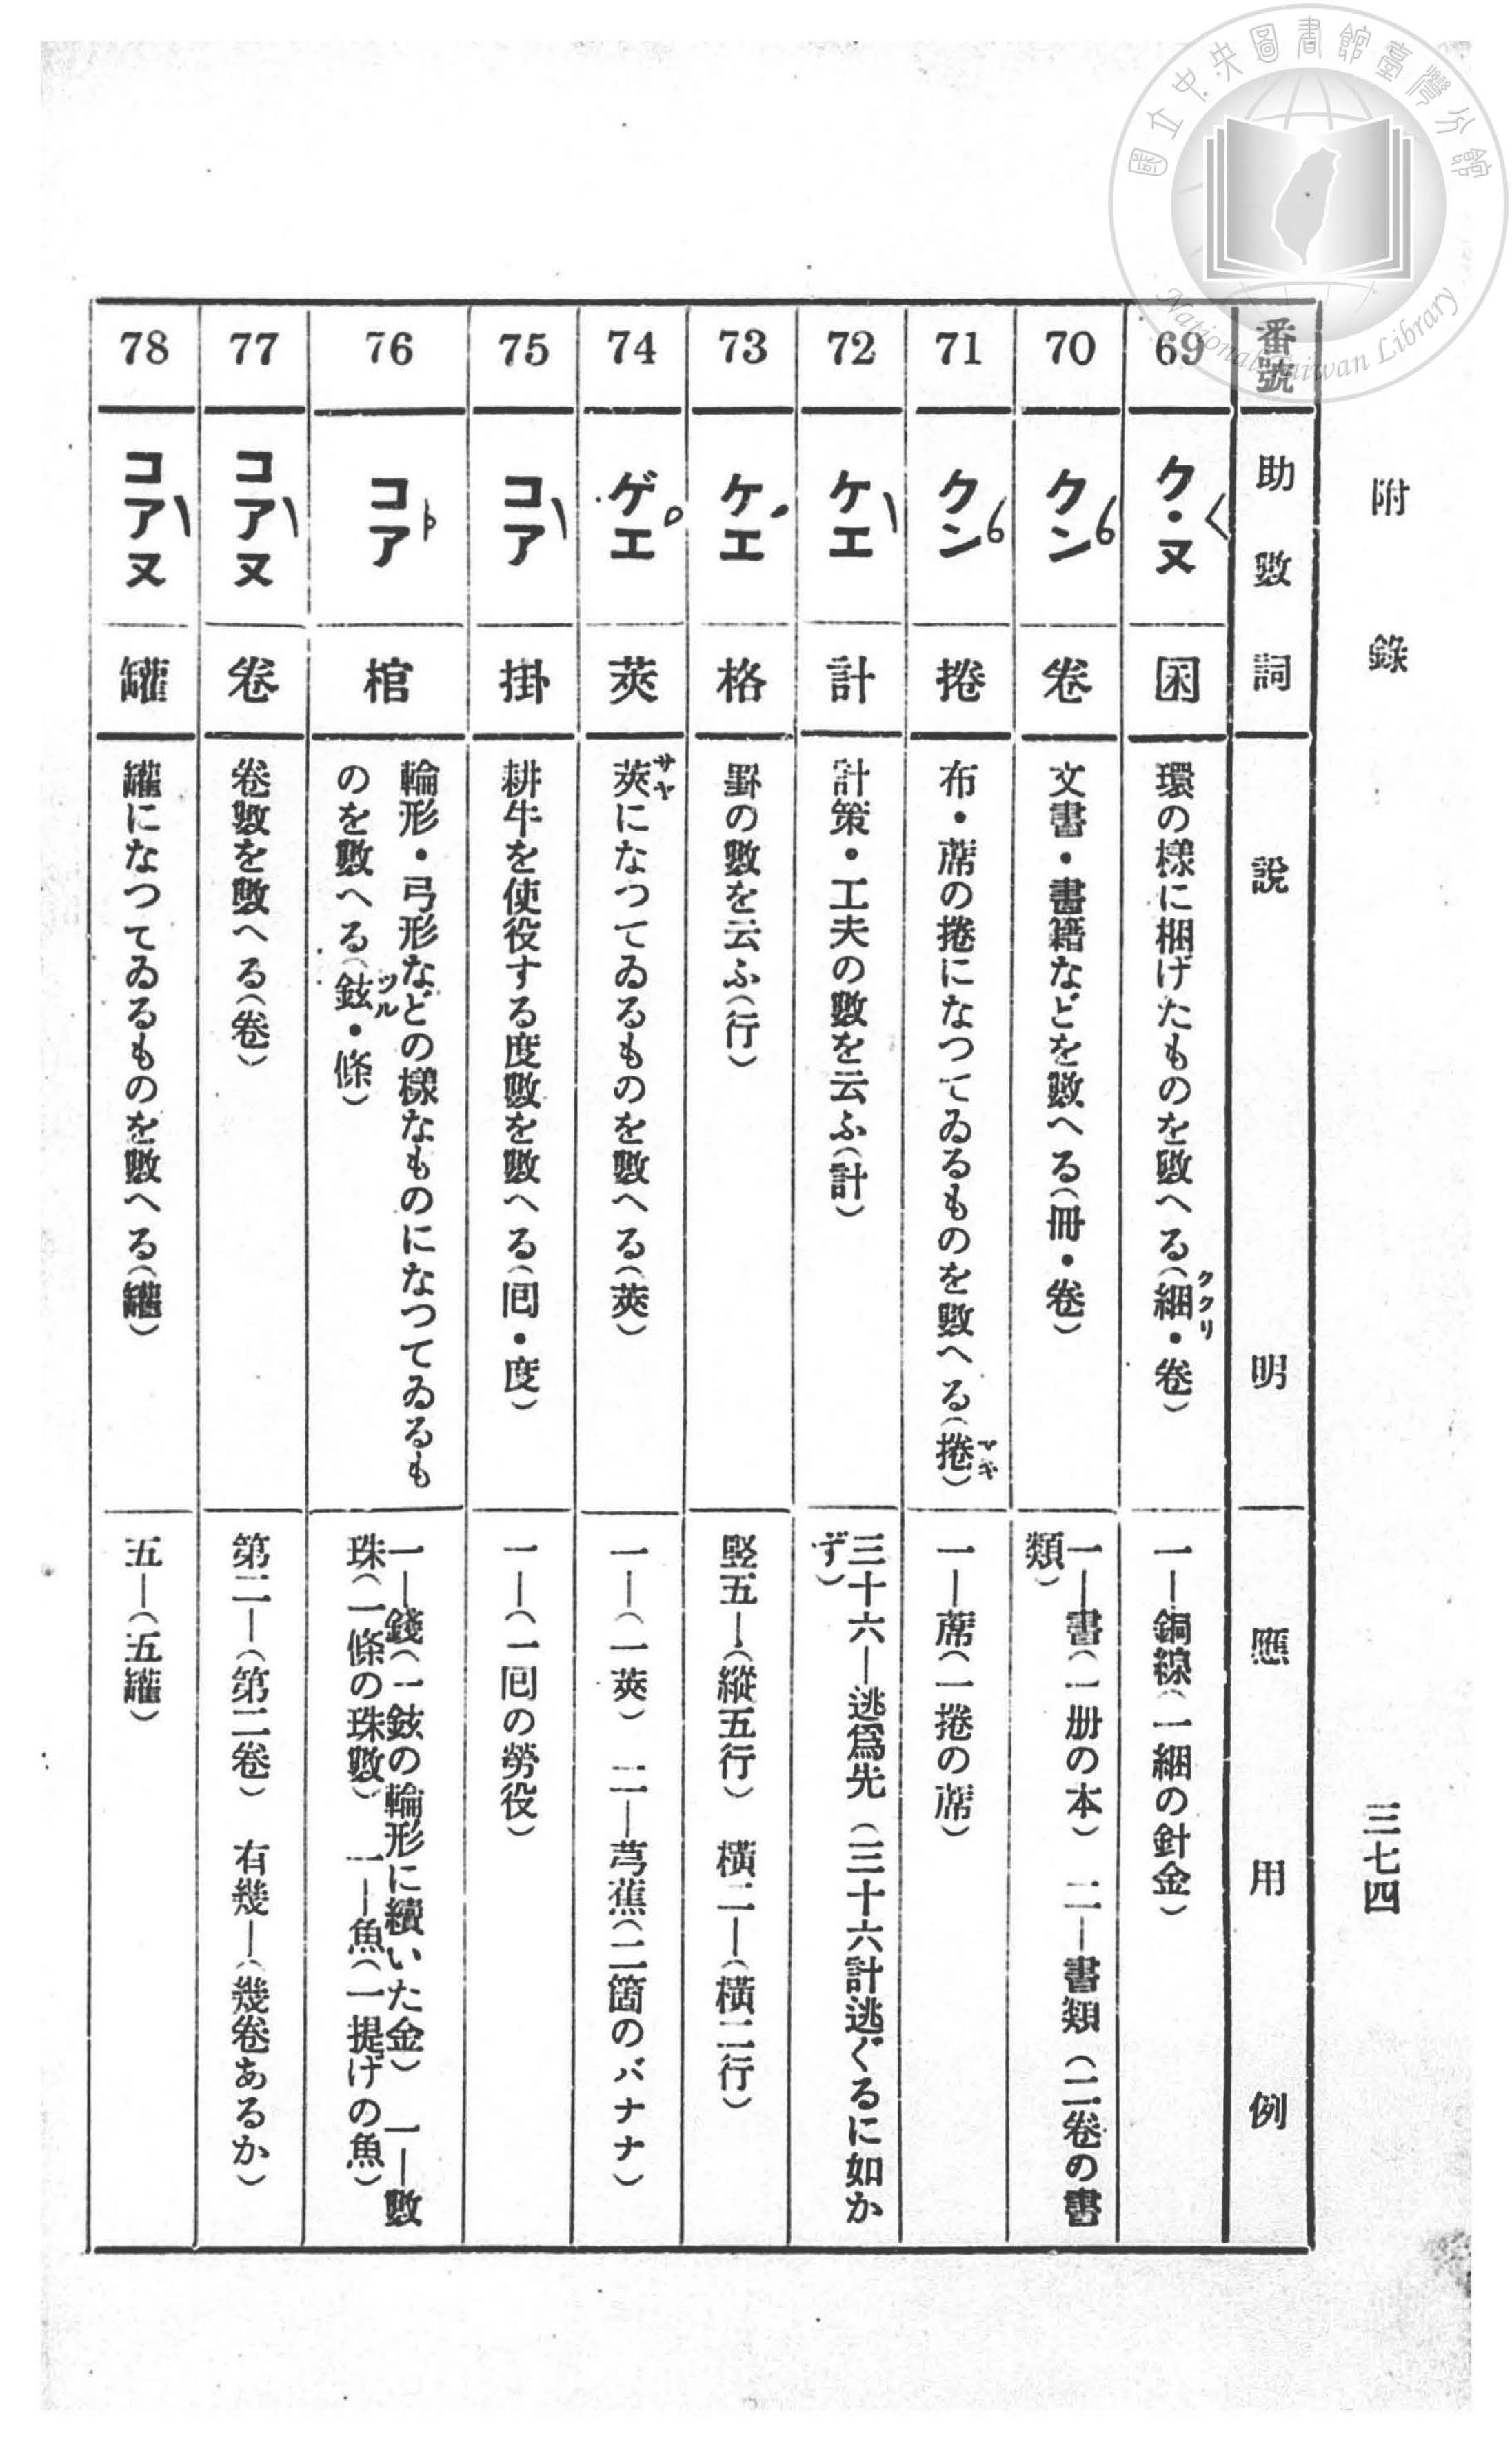 國立中央圖書館臺灣分館
National Taiwan Library
附錄
三七四
番號
助數詞
說明
應用例
69
ク・ヌ
困
環の樣に梱げたものを數へる(綑・卷)
ククリ
一―銅線(一綑の針金)
70
クン
卷
文書・書籍などを數へる(冊・卷)
一―書(一册の本) 二―書類(二卷の書
類)
71
クン
捲
布・蓆の捲になつてゐるものを數へる(捲)
マキ
一―蓆(一捲の蓆)
72
ケエ
計
計策・工夫の數を云ふ(計)
三十六―逃爲先(三十六計逃ぐるに如か
ず)
73
ケエ
格
罫の數を云ふ(行)
竪五―(縱五行) 橫二―(橫二行)
74
ゲエ
莢
サヤ
莢になつてゐるものを數へる(莢)
一―(一莢) 二―芎蕉(二箇のバナナ)
75
コア
掛
耕牛を使役する度數を數へる(回・度)
一―(一回の勞役)
76
コア
棺
輪形・弓形などの樣なものになつてゐるも
のを數へる(鉉・條)
ツル
一―錢(一鉉の輪形に續いた金) 一―數
珠(一條の珠數) 一―魚(一提げの魚)
77
コアヌ
卷
卷數を數へる(卷)
第二―(第二卷) 有幾―(幾卷あるか)
78
コアヌ
罐
罐になつてゐるものを數へる(罐)
五―(五罐)